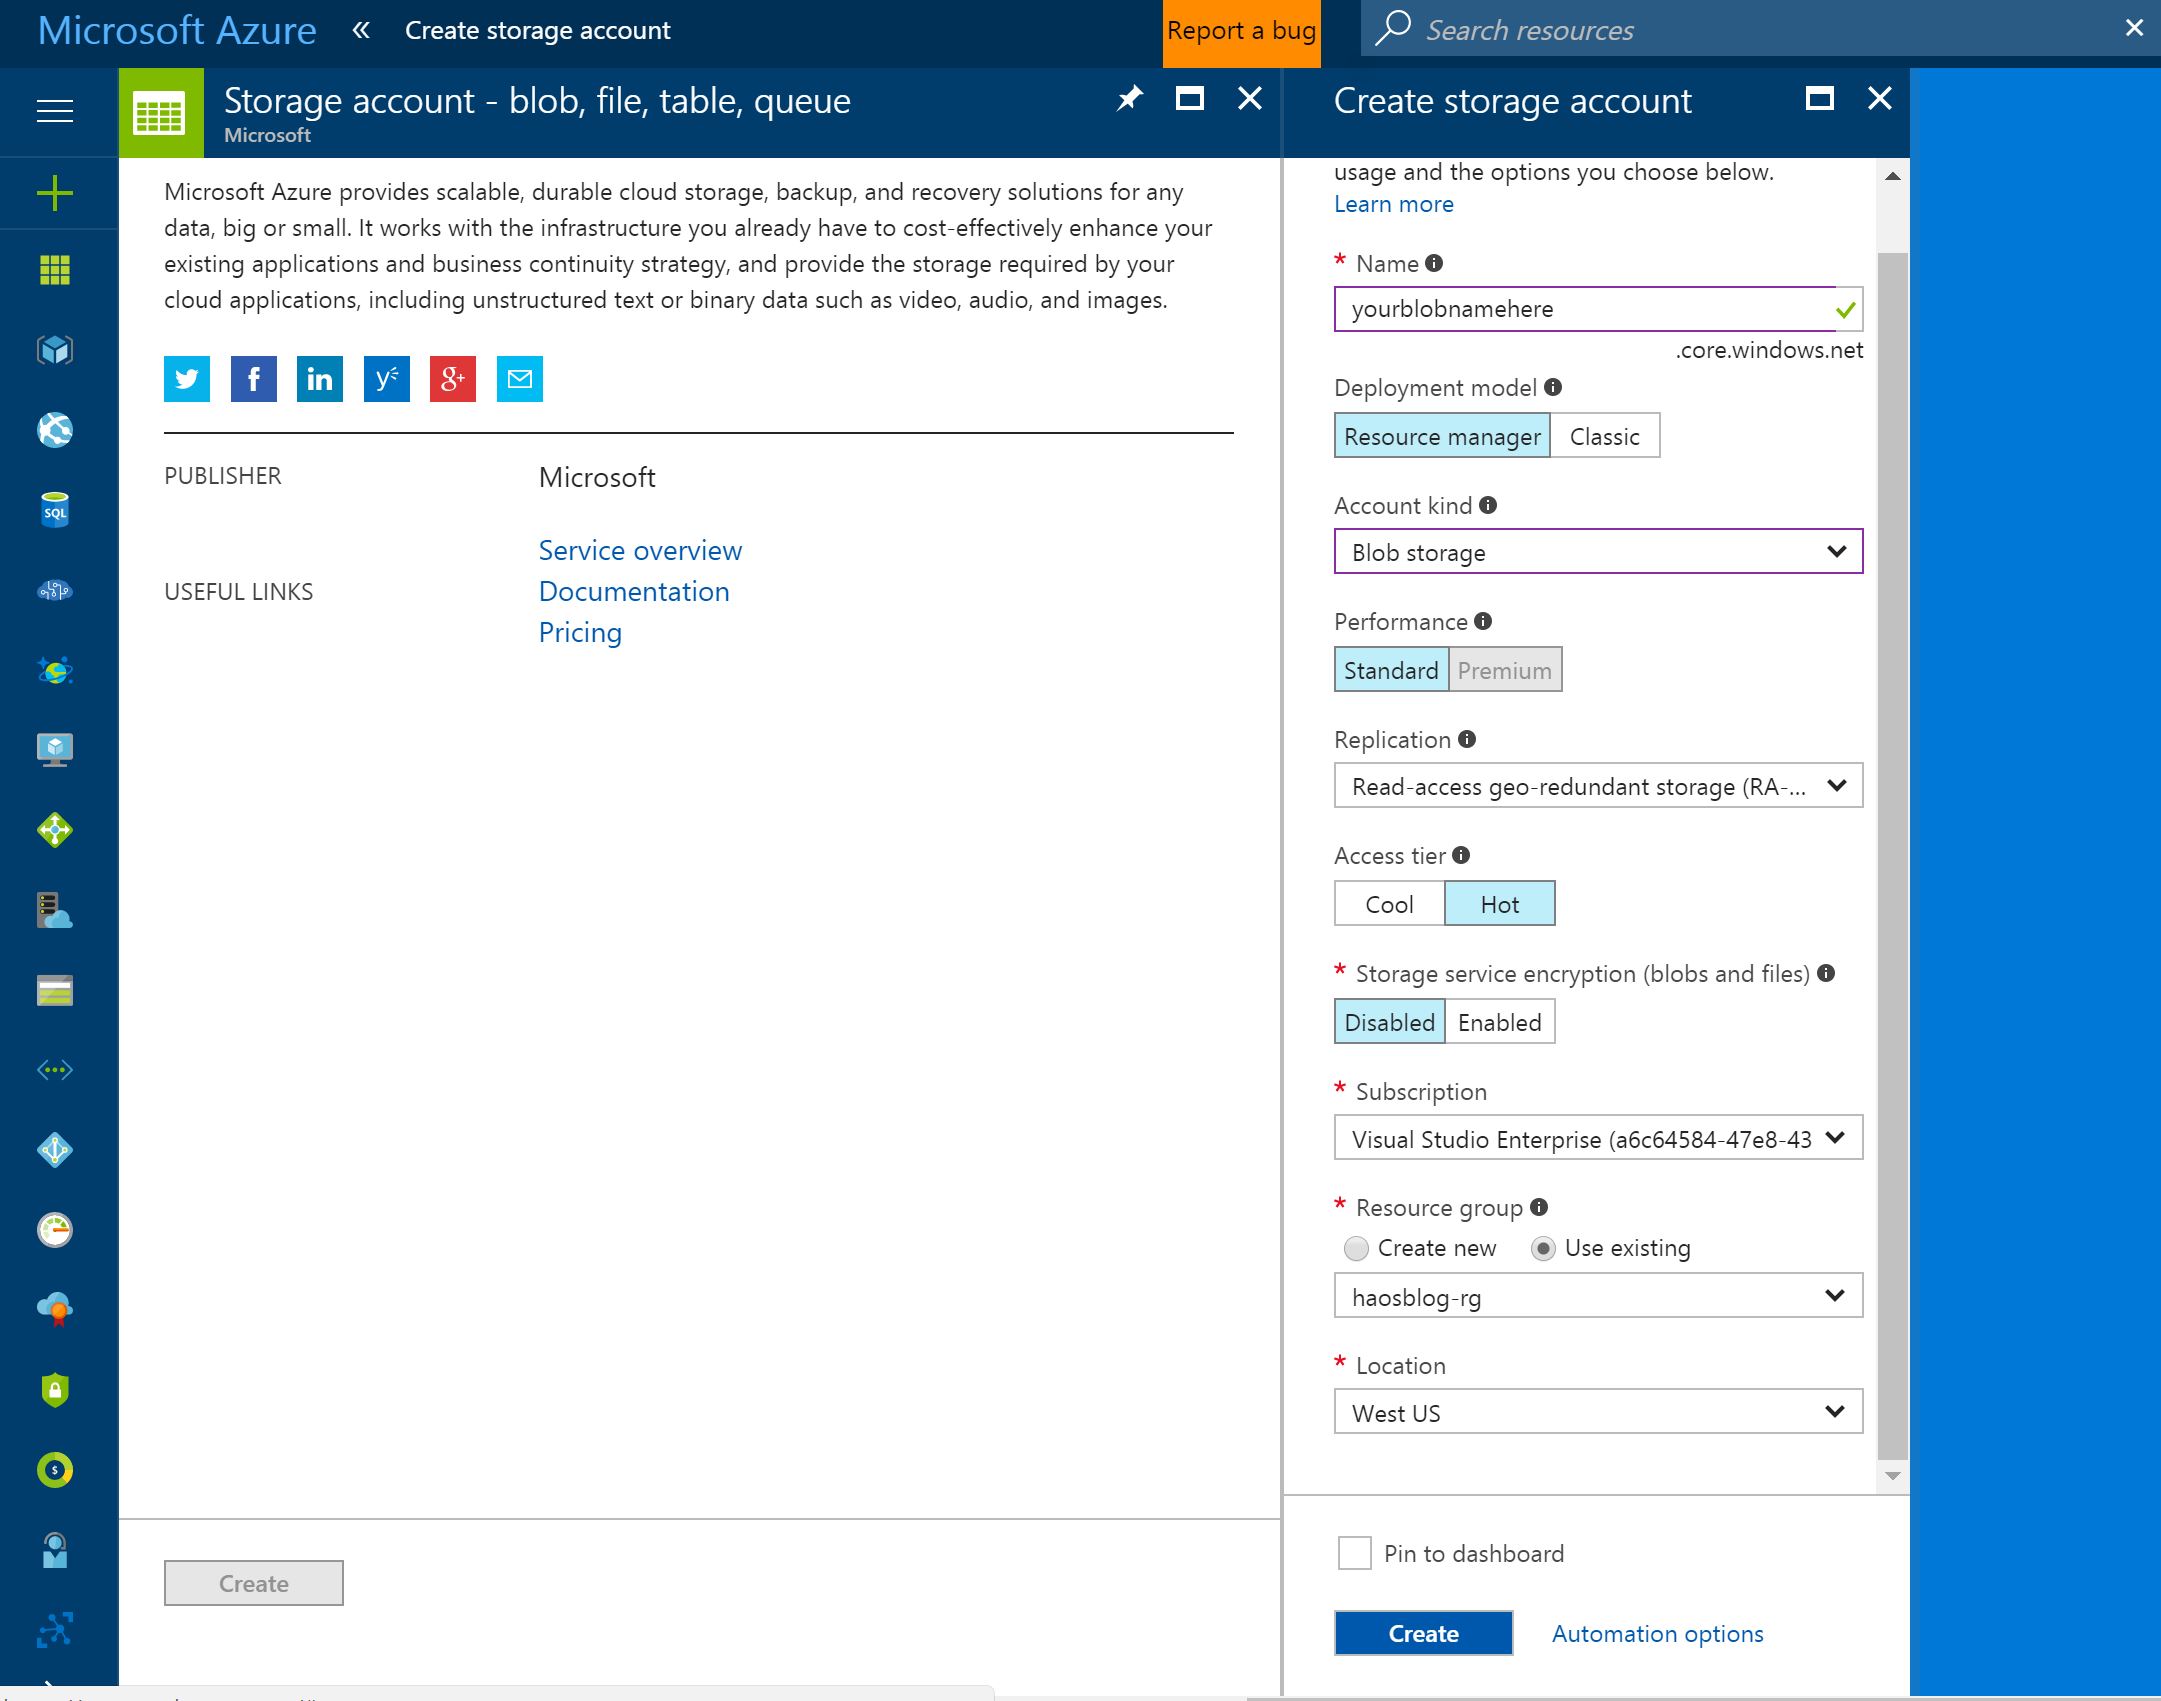 Microsoft Azure « Create storage account
Report a bug
Search resources
Storage account - blob, file, table, queue
Microsoft
Microsoft Azure provides scalable, durable cloud storage, backup, and recovery solutions for any
data, big or small. It works with the infrastructure you already have to cost-effectively enhance your
existing applications and business continuity strategy, and provide the storage required by your
cloud applications, including unstructured text or binary data such as video, audio, and images.
PUBLISHER
Microsoft
USEFUL LINKS
Service overview
Documentation
Pricing
Create
SQL
Create storage account
usage and the options you choose below.
Learn more
* Name
yourblobnamehere
.core.windows.net
Deployment model
Resource manager Classic
Account kind
Blob storage
Performance
Standard Premium
Replication
Read-access geo-redundant storage (RA-...
Access tier
Cool Hot
* Storage service encryption (blobs and files)
Disabled Enabled
* Subscription
Visual Studio Enterprise (a6c64584-47e8-43
* Resource group
Create new Use existing
haosblog-rg
* Location
West US
Pin to dashboard
Create Automation options